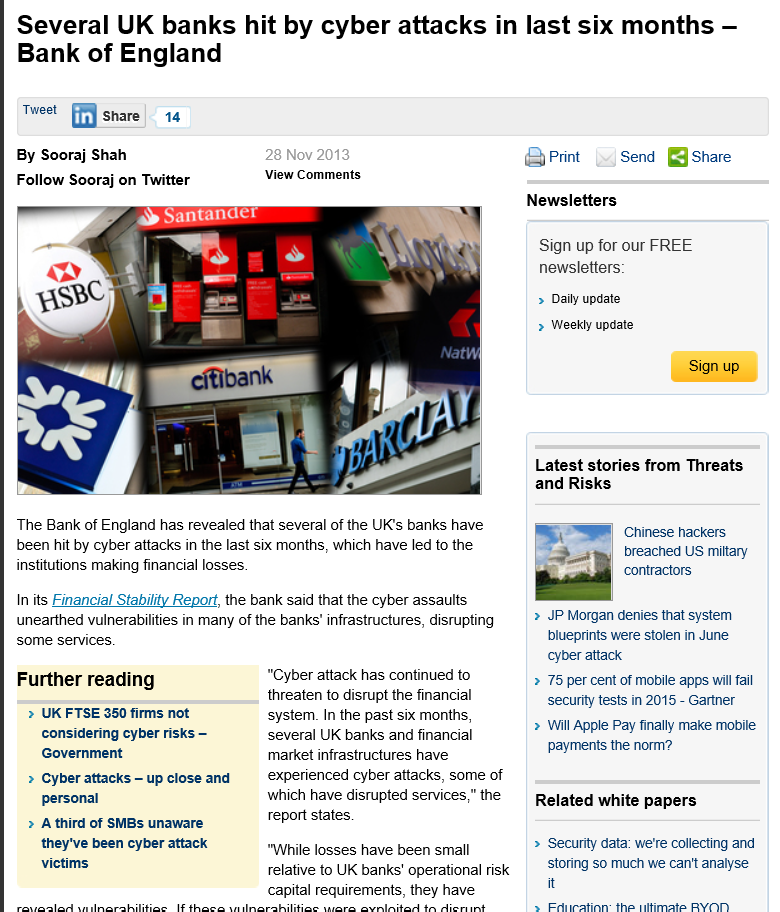 Several UK banks hit by cyber attacks in last six months –
Bank of England
Tweet
in Share
14
By Sooraj Shah
28 Nov 2013
Follow Sooraj on Twitter
View Comments
Print
Send
Share
HSBC
Santander
Lloyds
NatW
citibank
ATM
BARCLAY
The Bank of England has revealed that several of the UK's banks have
been hit by cyber attacks in the last six months, which have led to the
institutions making financial losses.
In its Financial Stability Report, the bank said that the cyber assaults
unearthed vulnerabilities in many of the banks' infrastructures, disrupting
some services.
Further reading
UK FTSE 350 firms not
considering cyber risks –
Government
Cyber attacks – up close and
personal
A third of SMBs unaware
they've been cyber attack
victims
"Cyber attack has continued to
threaten to disrupt the financial
system. In the past six months,
several UK banks and financial
market infrastructures have
experienced cyber attacks, some of
which have disrupted services," the
report states.
"While losses have been small
relative to UK banks' operational risk
capital requirements, they have
revealed vulnerabilities. If these vulnerabilities were exploited to disrupt
Newsletters
Sign up for our FREE
newsletters:
Daily update
Weekly update
Sign up
Latest stories from Threats
and Risks
Chinese hackers
breached US miltary
contractors
JP Morgan denies that system
blueprints were stolen in June
cyber attack
75 per cent of mobile apps will fail
security tests in 2015 - Gartner
Will Apple Pay finally make mobile
payments the norm?
Related white papers
Security data: we're collecting and
storing so much we can't analyse
it
Education: the ultimate BYOD